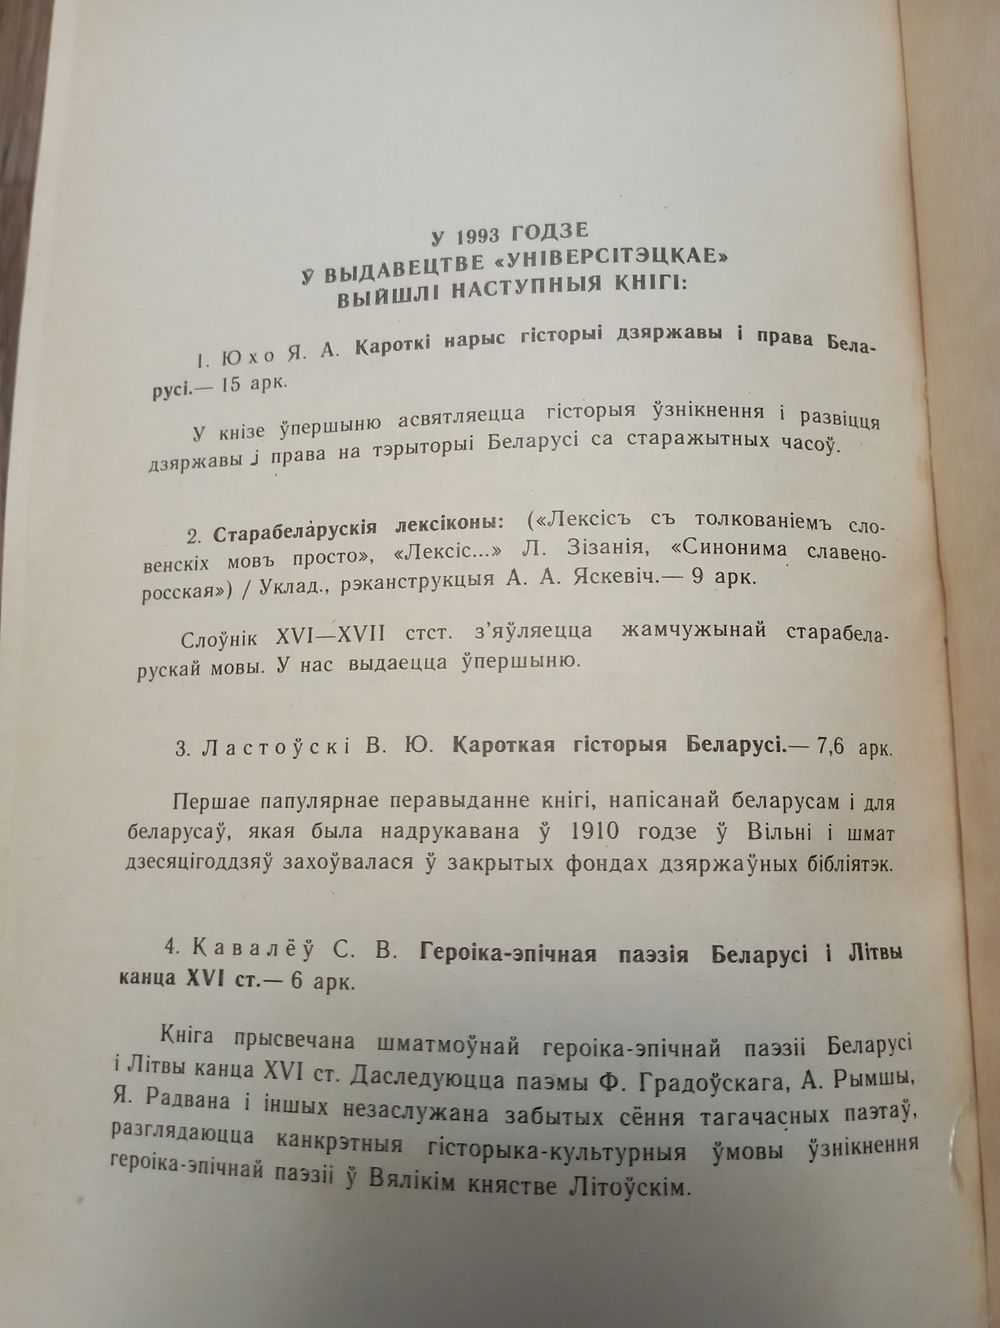 У 1993 ГОДЗЕ
Ў ВЫДАВЕЦТВЕ «УНІВЕРСІТЭЦКАЕ»
ВЫЙШЛІ НАСТУПНЫЯ КНІГІ:
1. Юхо Я. А. Кароткі нарыс гісторыі дзяржавы і права Бела-
русі.— 15 арк.
У кнізе ўпершыню асвятляецца гісторыя ўзнікнення і развіцця
дзяржавы і права на тэрыторыі Беларусі са старажытных часоў.
2. Старабеларускія лексіконы: («Лексісъ съ толкованіемъ сло-
венскіх мовъ просто», «Лексіс...» Л. Зізанія, «Синонима славено-
росская») / Уклад., рэканструкцыя А. А. Яскевіч.— 9 арк.
Слоўнік XVI—XVII стст. з’яўляецца жамчужынай старабела-
рускай мовы. У нас выдаецца ўпершыню.
3. Ластоўскі В. Ю. Кароткая гісторыя Беларусі.— 7,6 арк.
Першае папулярнае перавыданне кнігі, напісанай беларусам і для
беларусаў, якая была надрукавана ў 1910 годзе ў Вільні і шмат
дзесяцігоддзяў захоўвалася ў закрытых фондах дзяржаўных бібліятэк.
4. Кавалёў С. В. Героіка-эпічная паэзія Беларусі і Літвы
канца XVI ст.— 6 арк.
Кніга прысвечана шматмоўнай героіка-эпічнай паэзіі Беларусі
і Літвы канца XVI ст. Даследуюцца паэмы Ф. Градоўскага, А. Рымшы,
Я. Радвана і іншых незаслужана забытых сёння тагачасных паэтаў,
разглядаюцца канкрэтныя гісторыка-культурныя ўмовы ўзнікнення
героіка-эпічнай паэзіі ў Вялікім княстве Літоўскім.